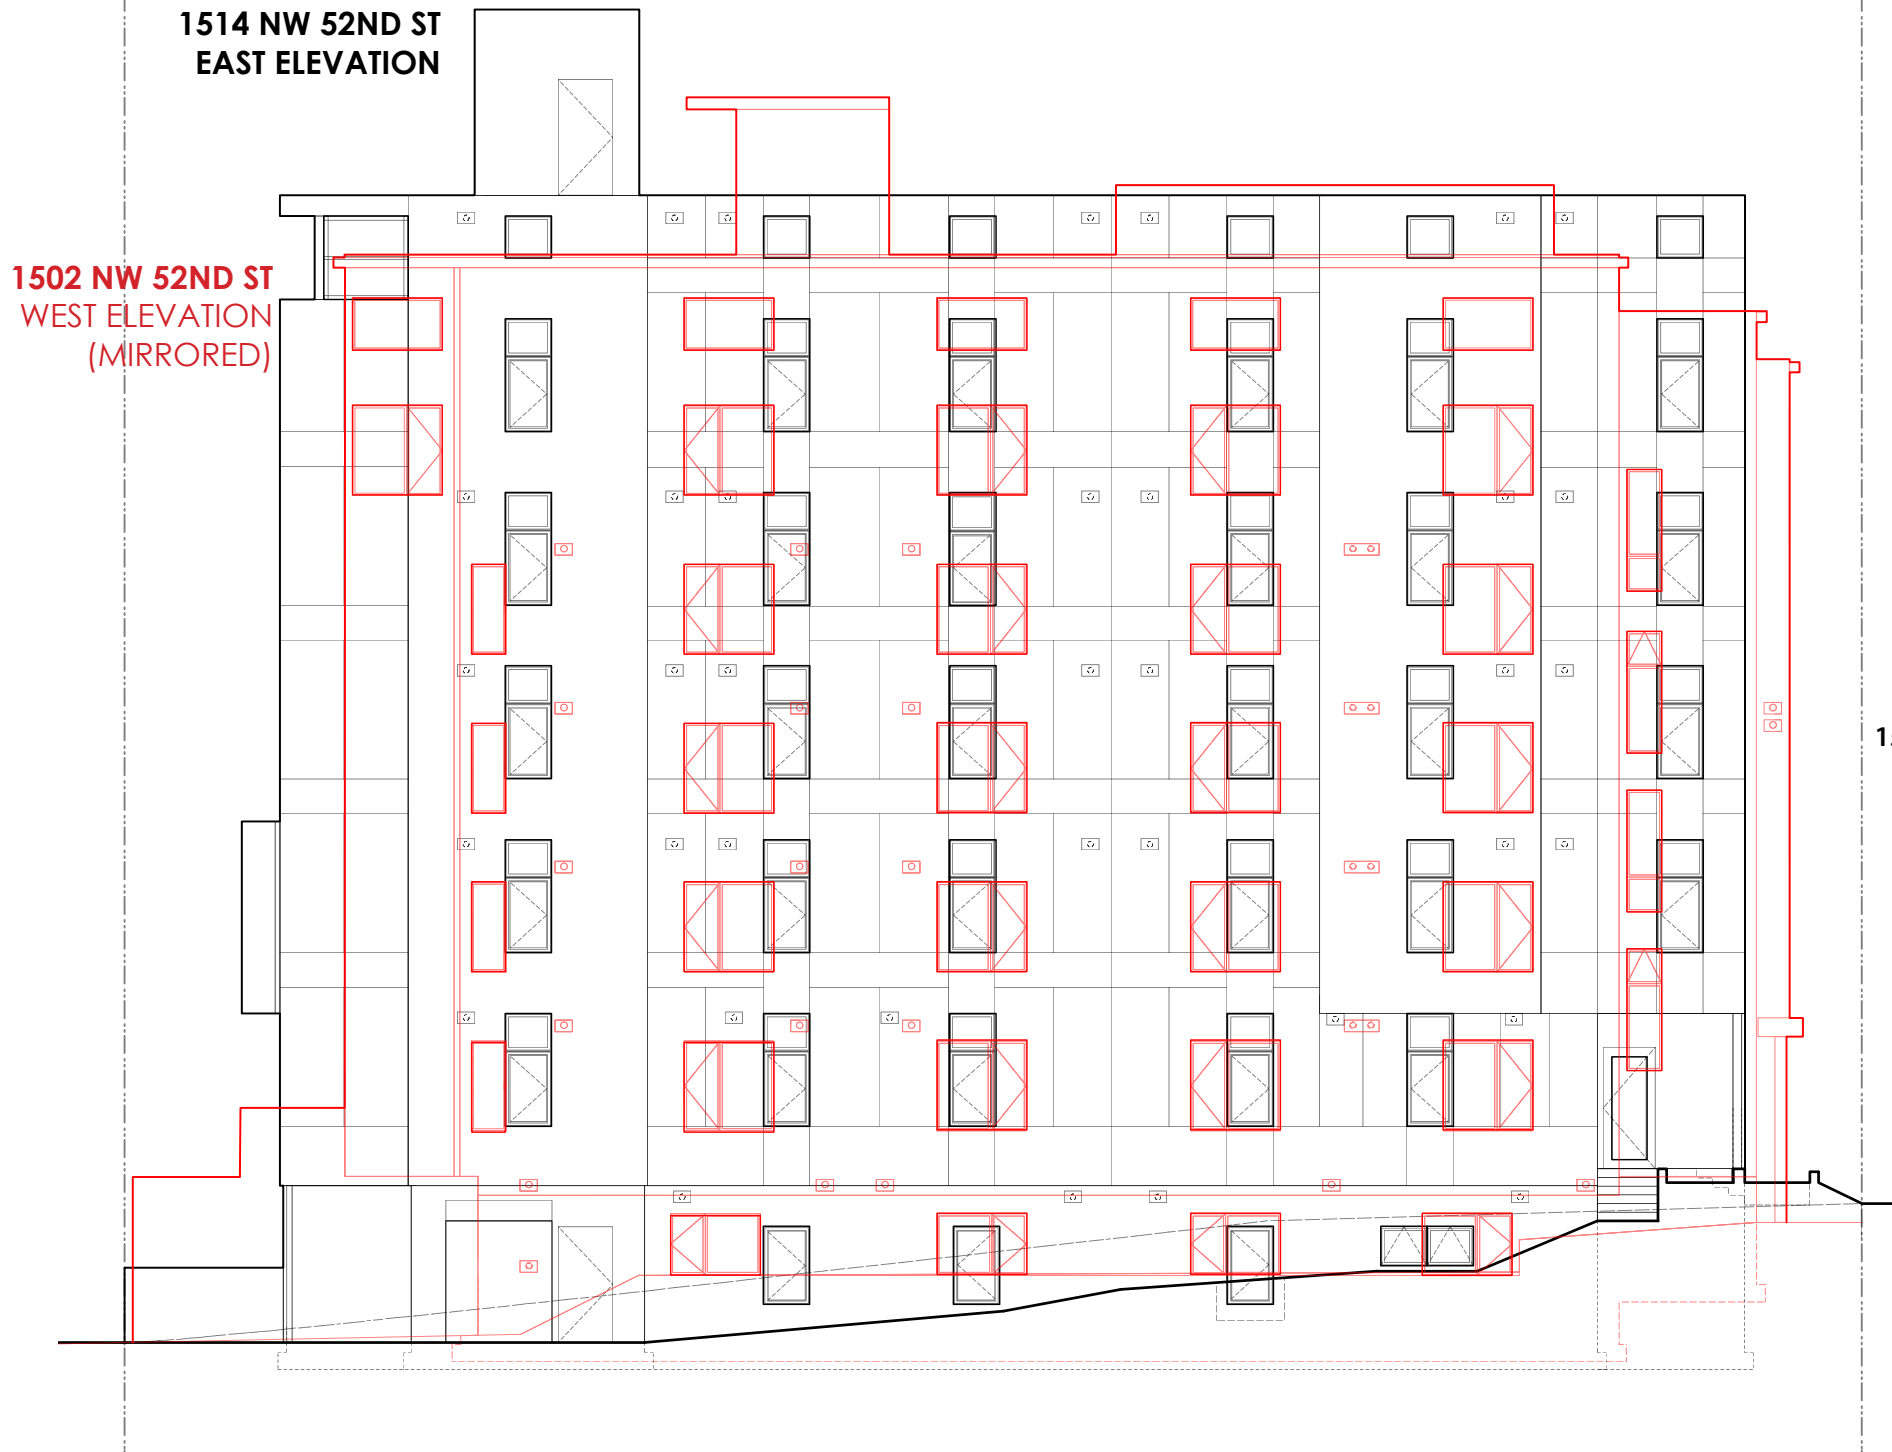 1514 NW 52ND ST
EAST ELEVATION
1502 NW 52ND ST
WEST ELEVATION
(MIRRORED)